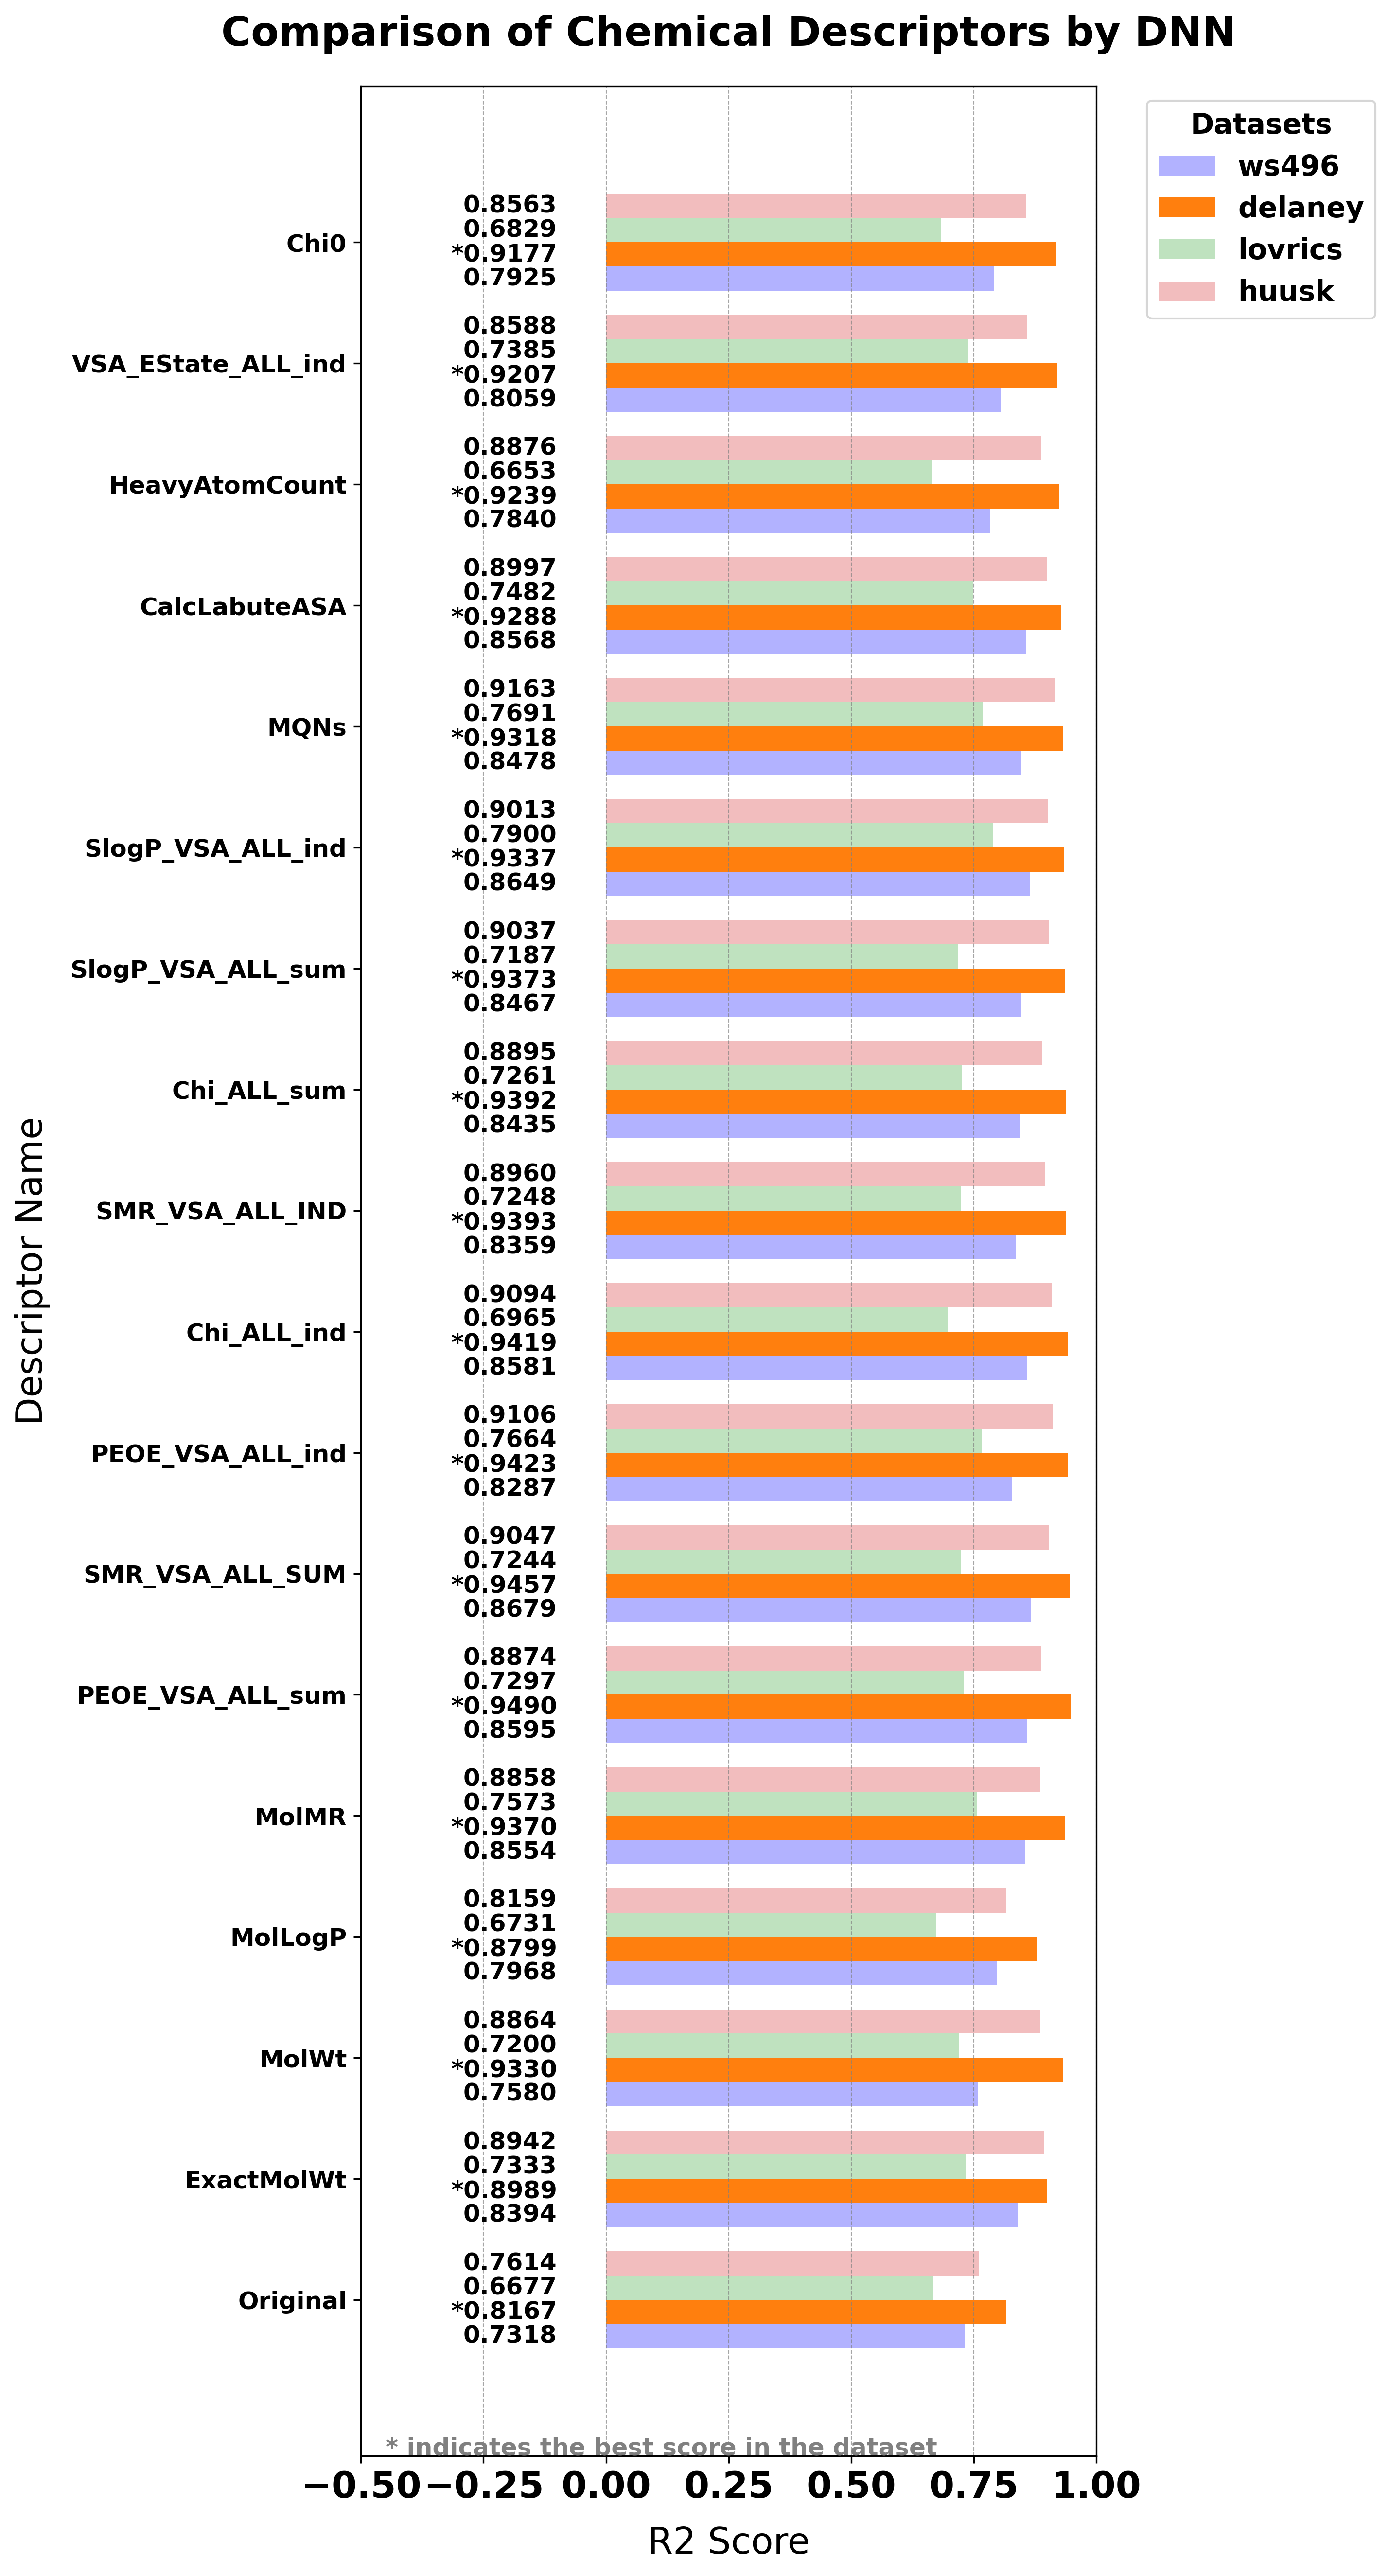 Comparison of Chemical Descriptors by DNN
Datasets
ws496
delaney
lovrics
huusk
Descriptor Name
Chi0
0.8563
0.6829
*0.9177
0.7925
VSA_EState_ALL_ind
0.8588
0.7385
*0.9207
0.8059
HeavyAtomCount
0.8876
0.6653
*0.9239
0.7840
CalcLabuteASA
0.8997
0.7482
*0.9288
0.8568
MQNs
0.9163
0.7691
*0.9318
0.8478
SlogP_VSA_ALL_ind
0.9013
0.7900
*0.9337
0.8649
SlogP_VSA_ALL_sum
0.9037
0.7187
*0.9373
0.8467
Chi_ALL_sum
0.8895
0.7261
*0.9392
0.8435
SMR_VSA_ALL_IND
0.8960
0.7248
*0.9393
0.8359
Chi_ALL_ind
0.9094
0.6965
*0.9419
0.8581
PEOE_VSA_ALL_ind
0.9106
0.7664
*0.9423
0.8287
SMR_VSA_ALL_SUM
0.9047
0.7244
*0.9457
0.8679
PEOE_VSA_ALL_sum
0.8874
0.7297
*0.9490
0.8595
MolMR
0.8858
0.7573
*0.9370
0.8554
MolLogP
0.8159
0.6731
*0.8799
0.7968
MolWt
0.8864
0.7200
*0.9330
0.7580
ExactMolWt
0.8942
0.7333
*0.8989
0.8394
Original
0.7614
0.6677
*0.8167
0.7318
* indicates the best score in the dataset
−0.50 −0.25 0.00 0.25 0.50 0.75 1.00
R2 Score